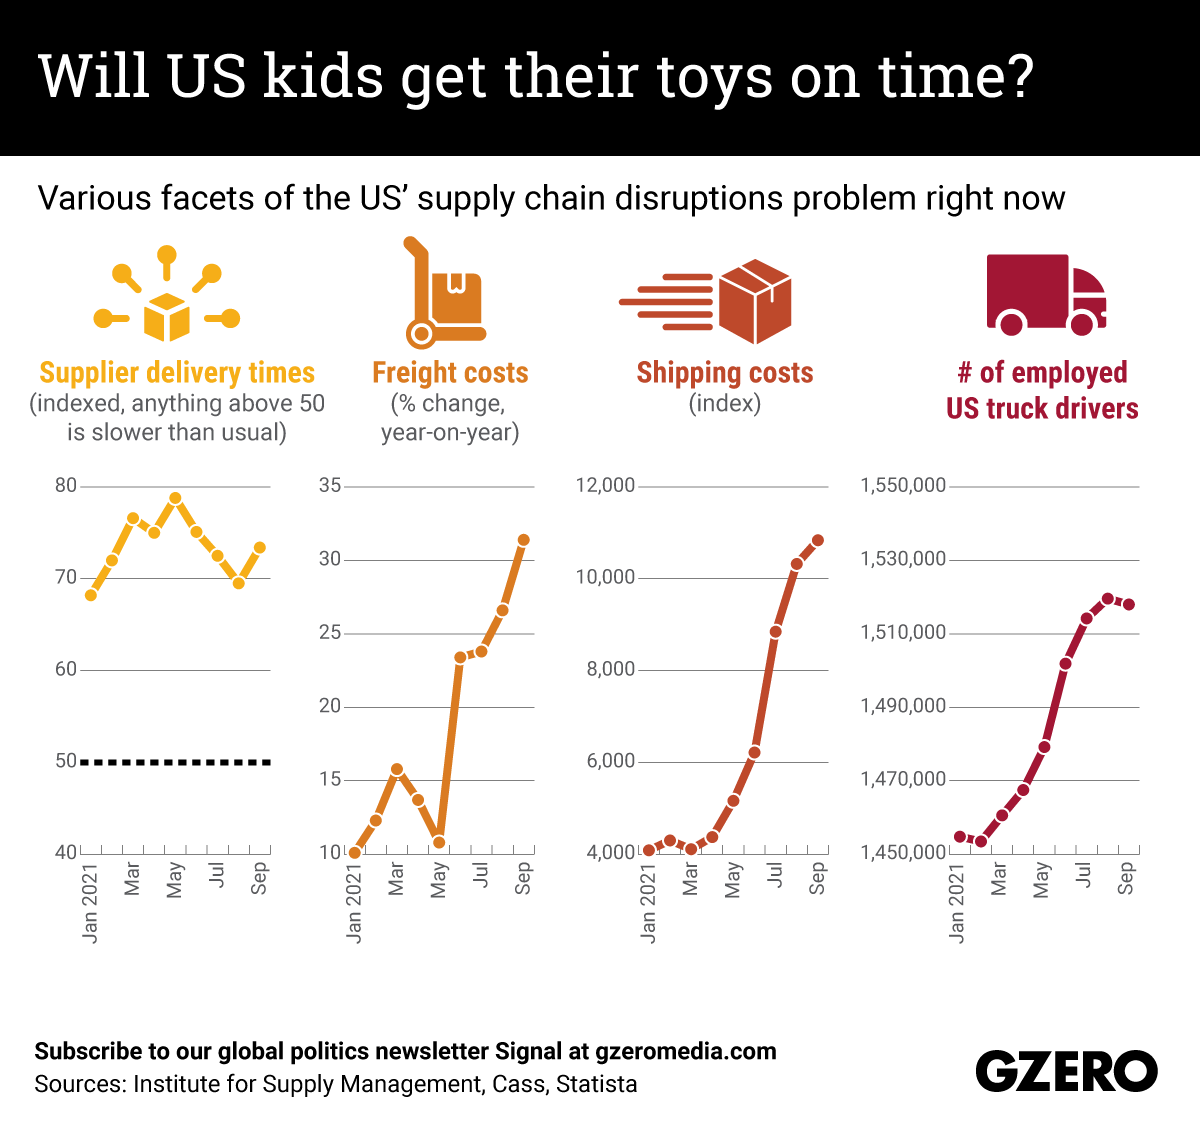 Will US kids get their toys on time?
Various facets of the US’ supply chain disruptions problem right now
Supplier delivery times
(indexed, anything above 50
is slower than usual)
80
70
60
50
40
Jan 2021
Mar
May
Jul
Sep
Freight costs
(% change,
year-on-year)
35
30
25
20
15
10
Jan 2021
Mar
May
Jul
Sep
Shipping costs
(index)
12,000
10,000
8,000
6,000
4,000
Jan 2021
Mar
May
Jul
Sep
# of employed
US truck drivers
1,550,000
1,530,000
1,510,000
1,490,000
1,470,000
1,450,000
Jan 2021
Mar
May
Jul
Sep
Subscribe to our global politics newsletter Signal at gzeromedia.com
Sources: Institute for Supply Management, Cass, Statista
GZERO